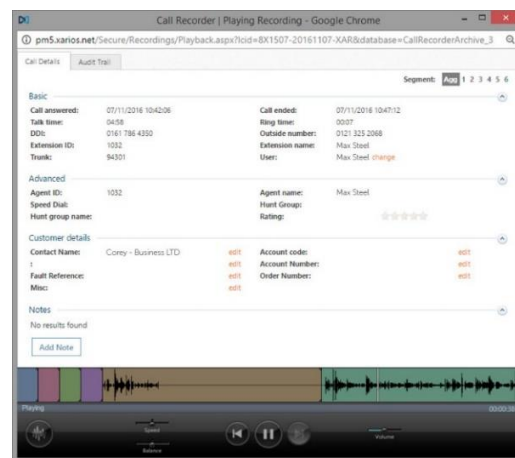 Call Recorder | Playing Recording - Google Chrome
pm5.xarios.net/Secure/Recordings/Playback.aspx?lcid=8X1507-20161107-XAR&database=CallRecorderArchive_3
Call Details Audit Trail
Segment: Agg 1 2 3 4 5 6
Basic
Call answered: 07/11/2016 10:42:06 Call ended: 07/11/2016 10:47:12
Talk time: 04:58 Ring time: 00:07
DDI: 0161 786 4350 Outside number: 0121 325 2068
Extension ID: 1032 Extension name: Max Steel
Trunk: 94301 User: Max Steel change
Advanced
Agent ID: 1032 Agent name: Max Steel
Speed Dial: Hunt Group:
Hunt group name: Rating:
Customer details
Contact Name: Corey - Business LTD edit Account code: edit
: edit Account Number: edit
Fault Reference: edit Order Number: edit
Misc: edit
Notes
No results found
Add Note
Playing 00:00:38
Speed
Balance
Volume